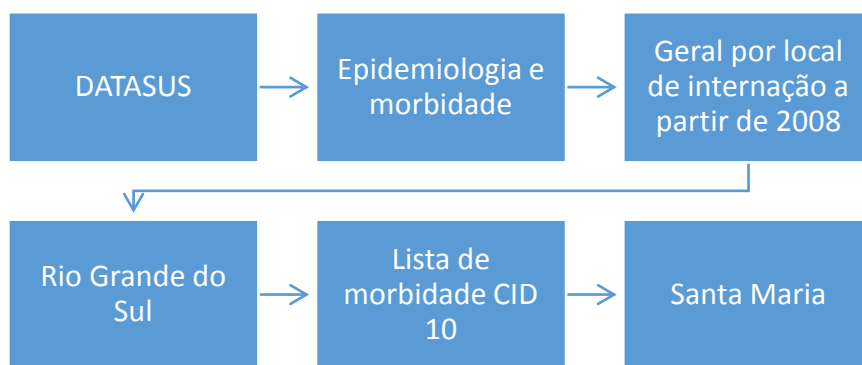 DATASUS
Epidemiologia e
morbidade
Geral por local
de internação a
partir de 2008
Rio Grande do
Sul
Lista de
morbidade CID
10
Santa Maria